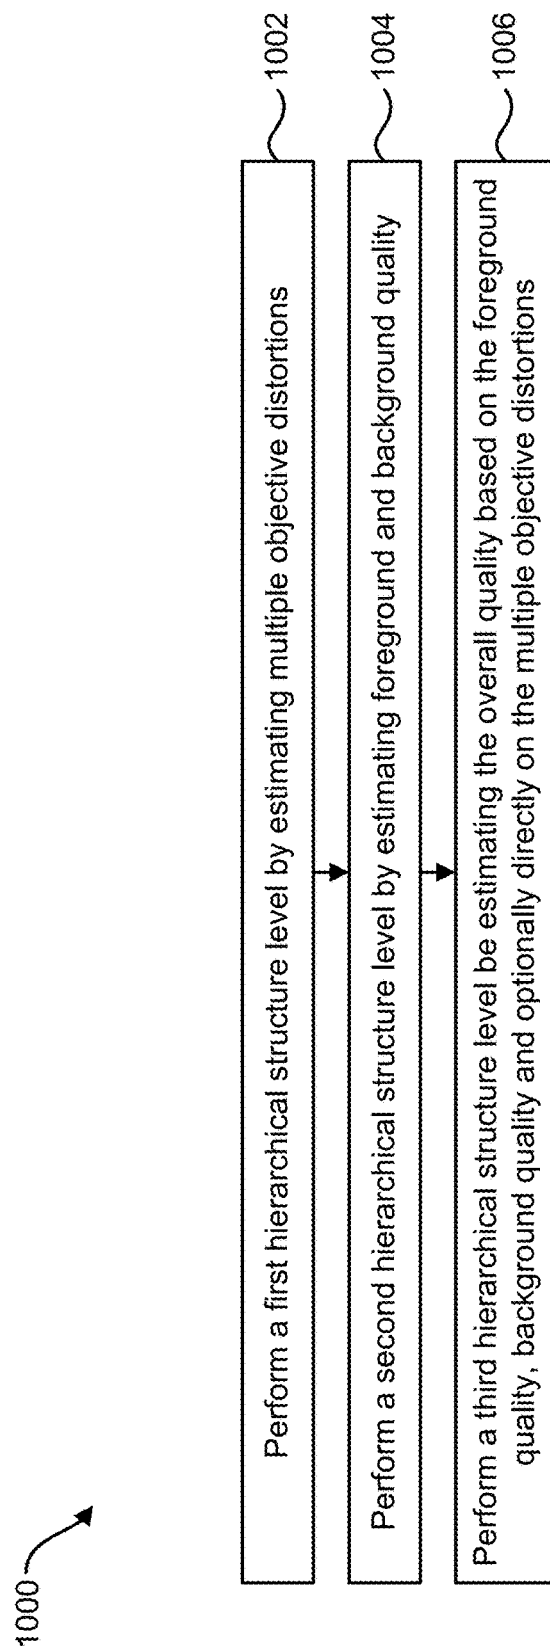 1000
Perform a first hierarchical structure level by estimating multiple objective distortions
1002
Perform a second hierarchical structure level by estimating foreground and background quality
1004
Perform a third hierarchical structure level be estimating the overall quality based on the foreground
quality, background quality and optionally directly on the multiple objective distortions
1006